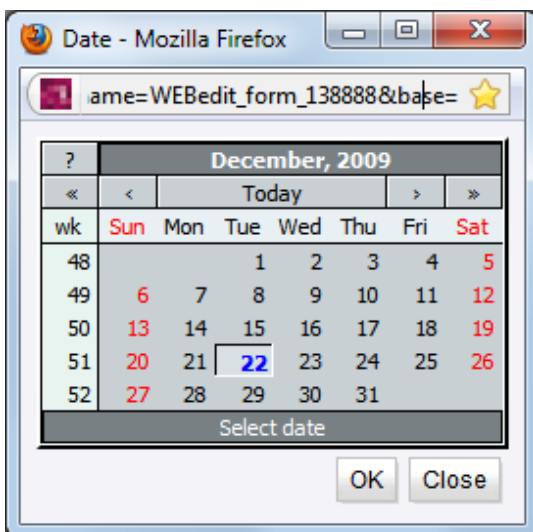 Date - Mozilla Firefox
ame=WEBedit_form_138888&base=
? December, 2009
« ‹ Today › »
wk Sun Mon Tue Wed Thu Fri Sat
48 1 2 3 4 5
49 6 7 8 9 10 11 12
50 13 14 15 16 17 18 19
51 20 21 22 23 24 25 26
52 27 28 29 30 31
Select date
OK Close